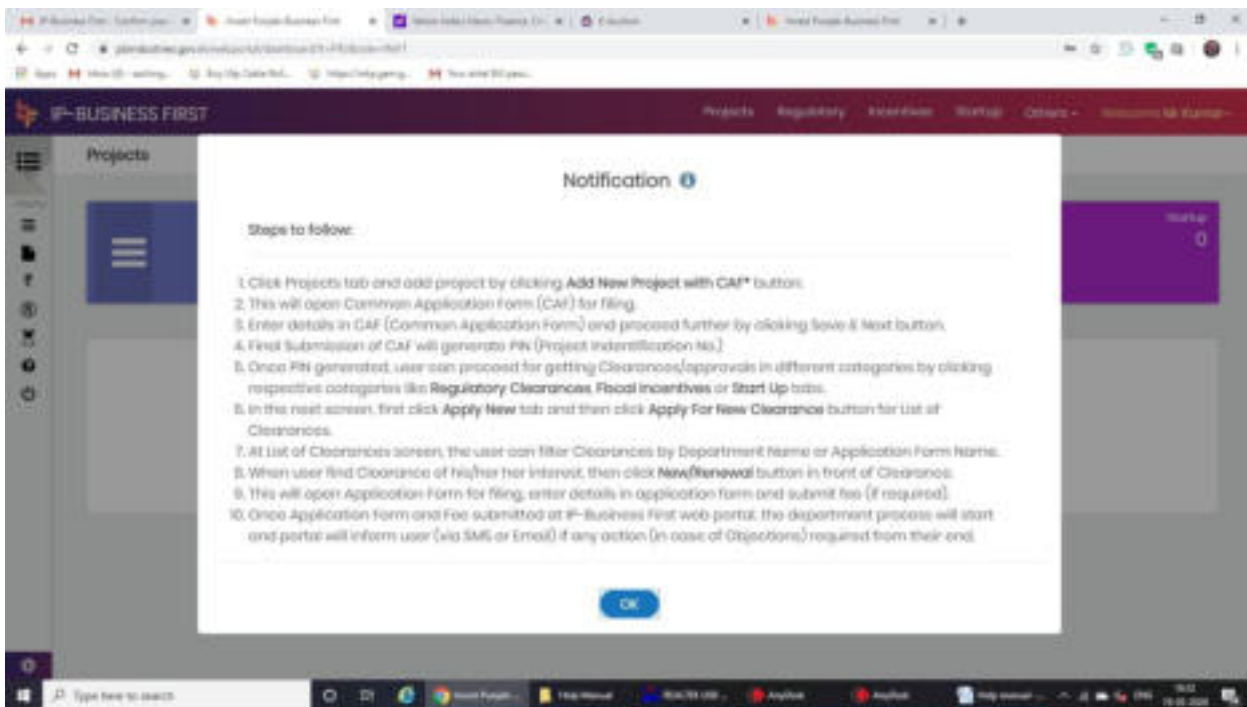 IP-BUSINESS FIRST
Projects
Regulatory
Incentives
Startup
Others
Welcome Mr Kumar
Projects
Startup
0
Notification
Steps to follow:
1. Click Projects tab and add project by clicking Add New Project with CAF* button.
2. This will open Common Application Form (CAF) for filing.
3. Enter details in CAF (Common Application Form) and proceed further by clicking Save & Next button.
4. Final Submission of CAF will generate PIN (Project Indentification No.)
5. Once PIN generated, user can proceed for getting Clearances/approvals in different categories by clicking
respective categories like Regulatory Clearances, Fiscal Incentives or Start Up tabs.
6. In the next screen, first click Apply New tab and then click Apply For New Clearance button for List of
Clearances.
7. At List of Clearances screen, the user can filter Clearances by Department Name or Application Form Name.
8. When user find Clearance of his/her her interest, then click New/Renewal button in front of Clearance.
9. This will open Application Form for filing, enter details in application form and submit fee (if required).
10. Once Application Form and Fee submitted at IP-Business First web portal, the department process will start
and portal will inform user (via SMS or Email) if any action (in case of Objections) required from their end.
OK
Type here to search